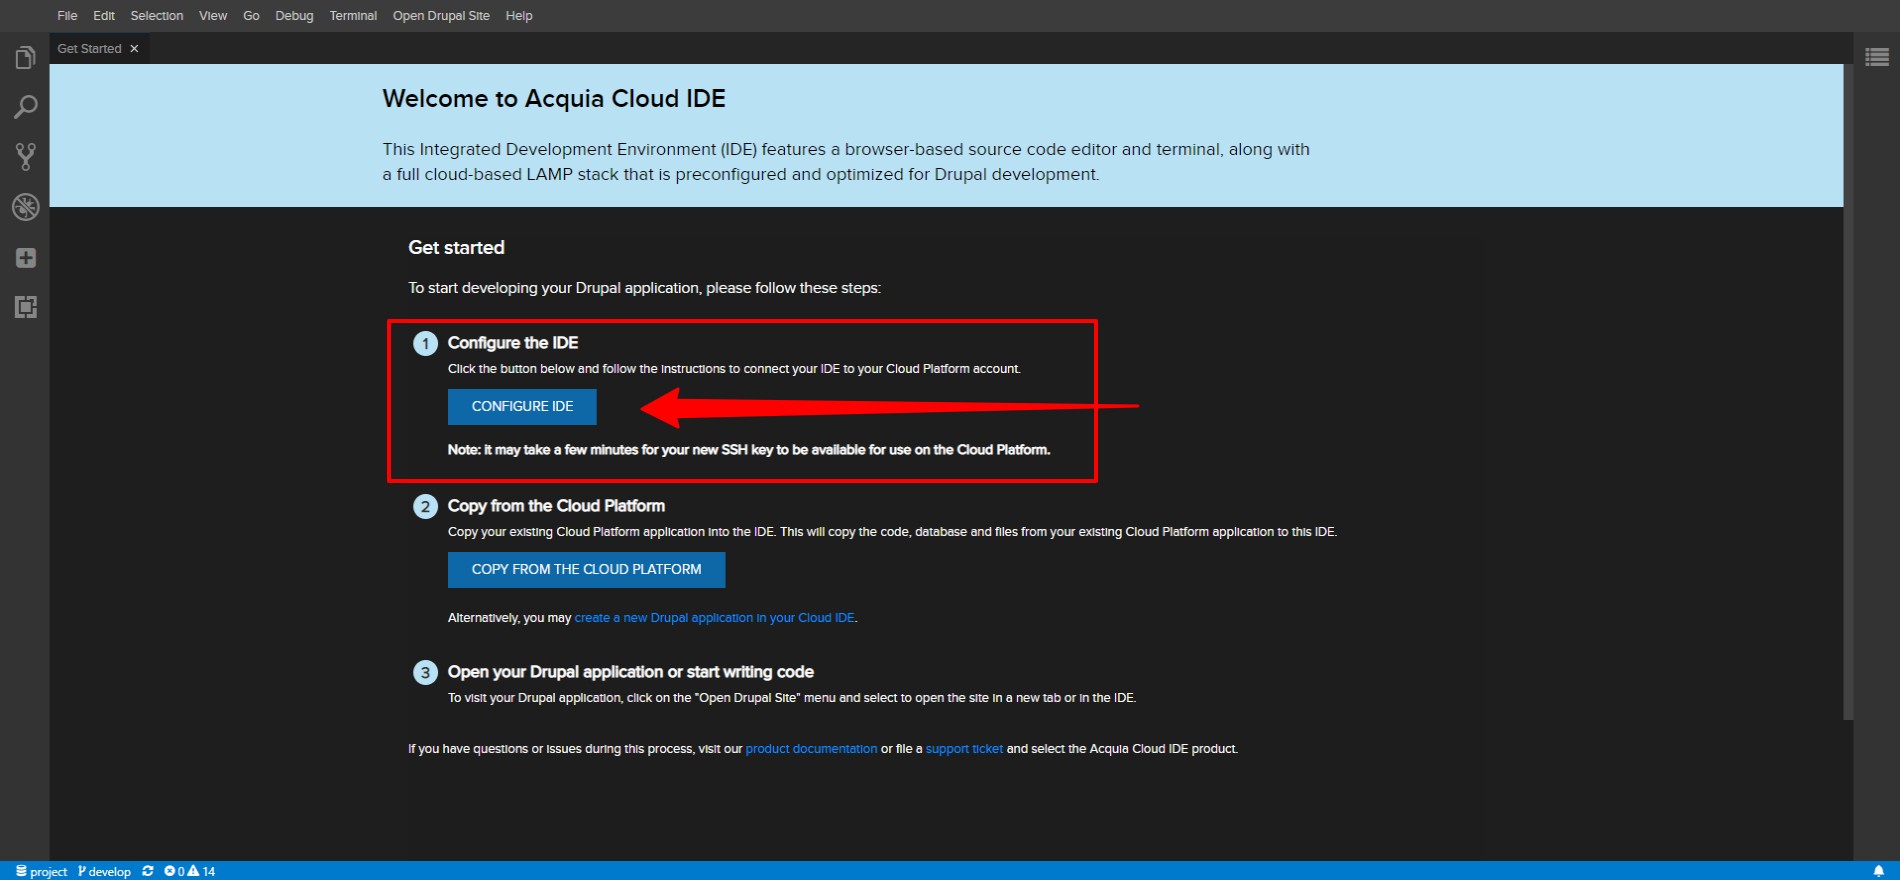 File Edit Selection View Go Debug Terminal Open Drupal Site Help
Get Started
Welcome to Acquia Cloud IDE
This Integrated Development Environment (IDE) features a browser-based source code editor and terminal, along with
a full cloud-based LAMP stack that is preconfigured and optimized for Drupal development.
Get started
To start developing your Drupal application, please follow these steps:
1 Configure the IDE
Click the button below and follow the instructions to connect your IDE to your Cloud Platform account.
CONFIGURE IDE
Note: it may take a few minutes for your new SSH key to be available for use on the Cloud Platform.
2 Copy from the Cloud Platform
Copy your existing Cloud Platform application into the IDE. This will copy the code, database and files from your existing Cloud Platform application to this IDE.
COPY FROM THE CLOUD PLATFORM
Alternatively, you may create a new Drupal application in your Cloud IDE.
3 Open your Drupal application or start writing code
To visit your Drupal application, click on the "Open Drupal Site" menu and select to open the site in a new tab or in the IDE.
If you have questions or issues during this process, visit our product documentation or file a support ticket and select the Acquia Cloud IDE product.
project develop 0 14